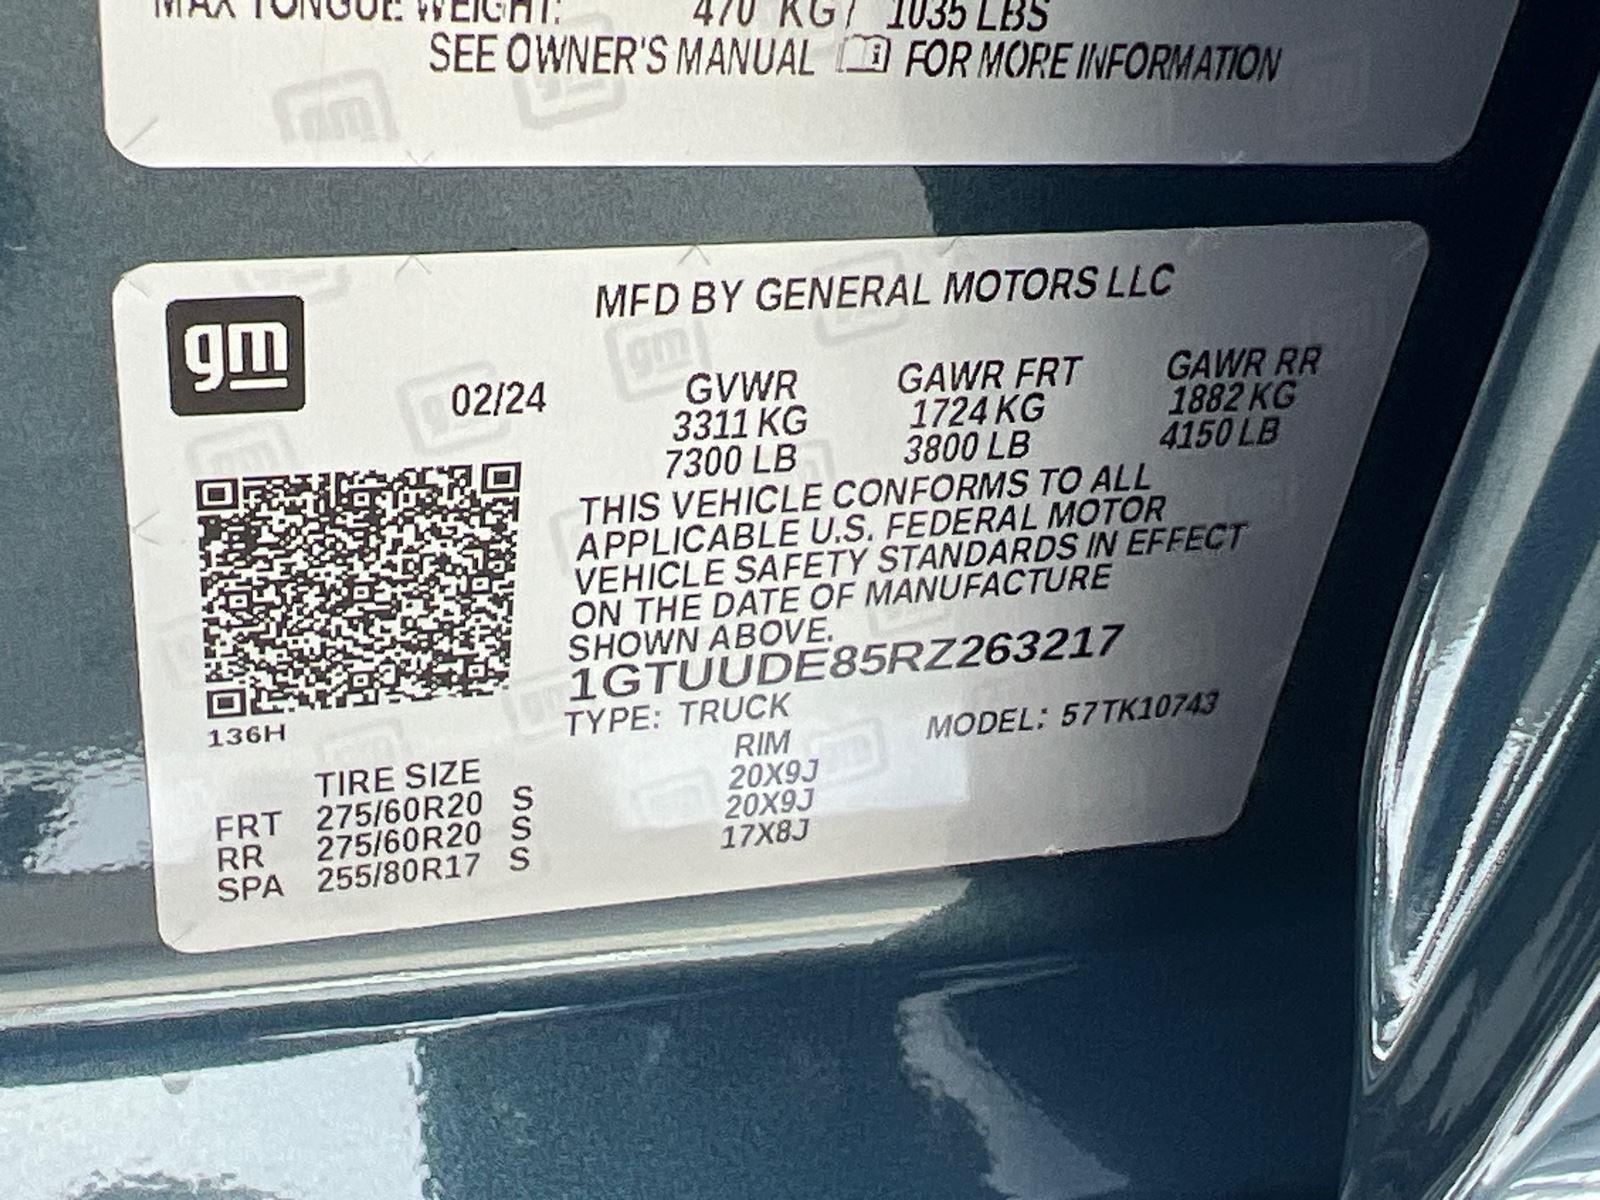 MAX TONGUE WEIGHT: 470 KG / 1035 LBS
SEE OWNER'S MANUAL FOR MORE INFORMATION
gm
MFD BY GENERAL MOTORS LLC
02/24
GVWR GAWR FRT GAWR RR
3311 KG 1724 KG 1882 KG
7300 LB 3800 LB 4150 LB
THIS VEHICLE CONFORMS TO ALL
APPLICABLE U.S. FEDERAL MOTOR
VEHICLE SAFETY STANDARDS IN EFFECT
ON THE DATE OF MANUFACTURE
SHOWN ABOVE.
1GTUUDE85RZ263217
TYPE: TRUCK MODEL: 57TK10743
136H
TIRE SIZE RIM
FRT 275/60R20 S 20X9J
RR 275/60R20 S 20X9J
SPA 255/80R17 S 17X8J